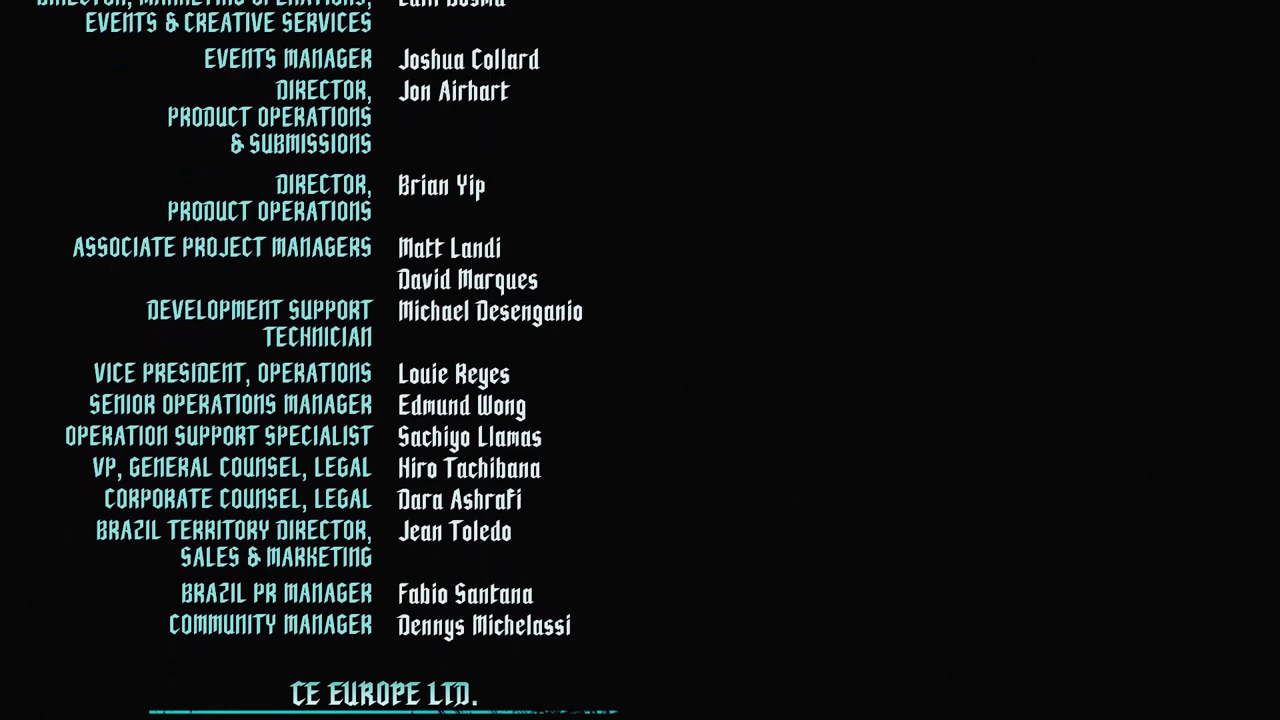 EVENTS & CREATIVE SERVICES
EVENTS MANAGER Joshua Collard
DIRECTOR, Jon Airhart
PRODUCT OPERATIONS
& SUBMISSIONS
DIRECTOR, Brian Yip
PRODUCT OPERATIONS
ASSOCIATE PROJECT MANAGERS Matt Landi
David Marques
DEVELOPMENT SUPPORT Michael Desenganio
TECHNICIAN
VICE PRESIDENT, OPERATIONS Louie Reyes
SENIOR OPERATIONS MANAGER Edmund Wong
OPERATION SUPPORT SPECIALIST Sachiyo Llamas
VP, GENERAL COUNSEL, LEGAL Hiro Tachibana
CORPORATE COUNSEL, LEGAL Dara Ashrafi
BRAZIL TERRITORY DIRECTOR, Jean Toledo
SALES & MARKETING
BRAZIL PR MANAGER Fabio Santana
COMMUNITY MANAGER Dennys Michelassi
CE EUROPE LTD.